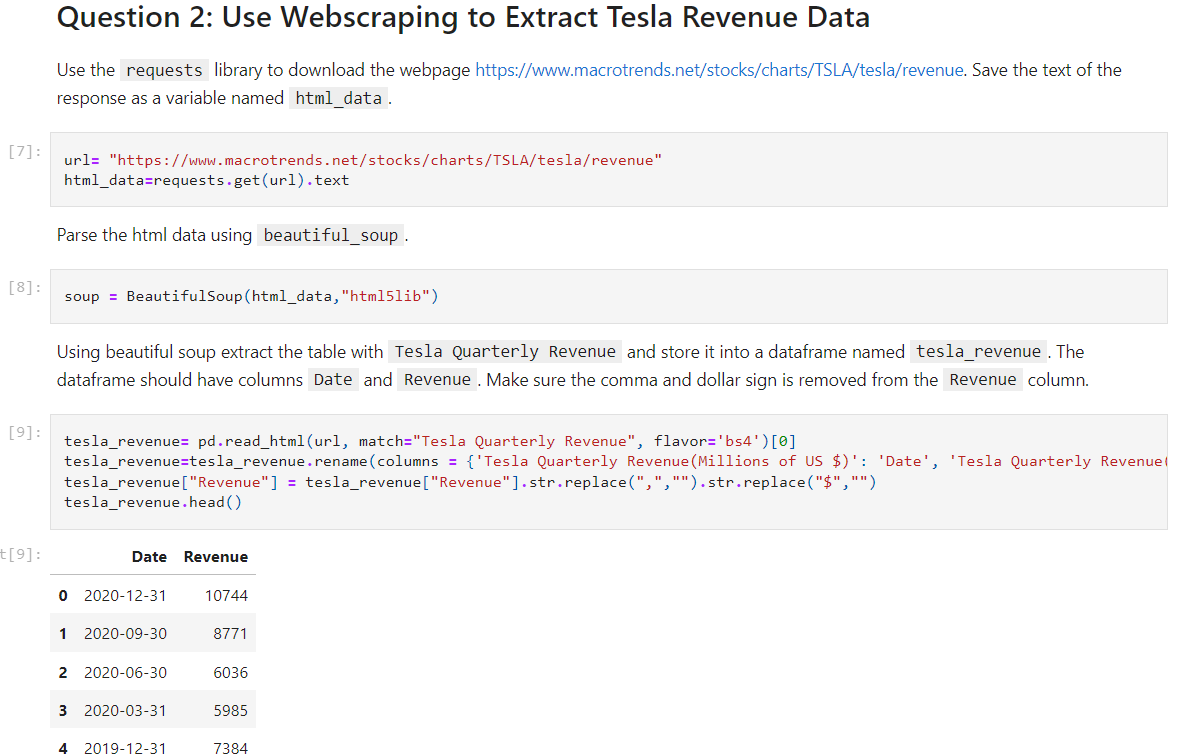 Question 2: Use Webscraping to Extract Tesla Revenue Data
Use the requests library to download the webpage https://www.macrotrends.net/stocks/charts/TSLA/tesla/revenue. Save the text of the
response as a variable named html_data.
[7]:
url= "https://www.macrotrends.net/stocks/charts/TSLA/tesla/revenue"
html_data=requests.get(url).text
Parse the html data using beautiful_soup.
[8]:
soup = BeautifulSoup(html_data,"html5lib")
Using beautiful soup extract the table with Tesla Quarterly Revenue and store it into a dataframe named tesla_revenue. The
dataframe should have columns Date and Revenue. Make sure the comma and dollar sign is removed from the Revenue column.
[9]:
tesla_revenue= pd.read_html(url, match="Tesla Quarterly Revenue", flavor='bs4')[0]
tesla_revenue=tesla_revenue.rename(columns = {'Tesla Quarterly Revenue(Millions of US $)': 'Date', 'Tesla Quarterly Revenue(
tesla_revenue["Revenue"] = tesla_revenue["Revenue"].str.replace(",","").str.replace("$","")
tesla_revenue.head()
t[9]:
Date Revenue
0 2020-12-31 10744
1 2020-09-30 8771
2 2020-06-30 6036
3 2020-03-31 5985
4 2019-12-31 7384